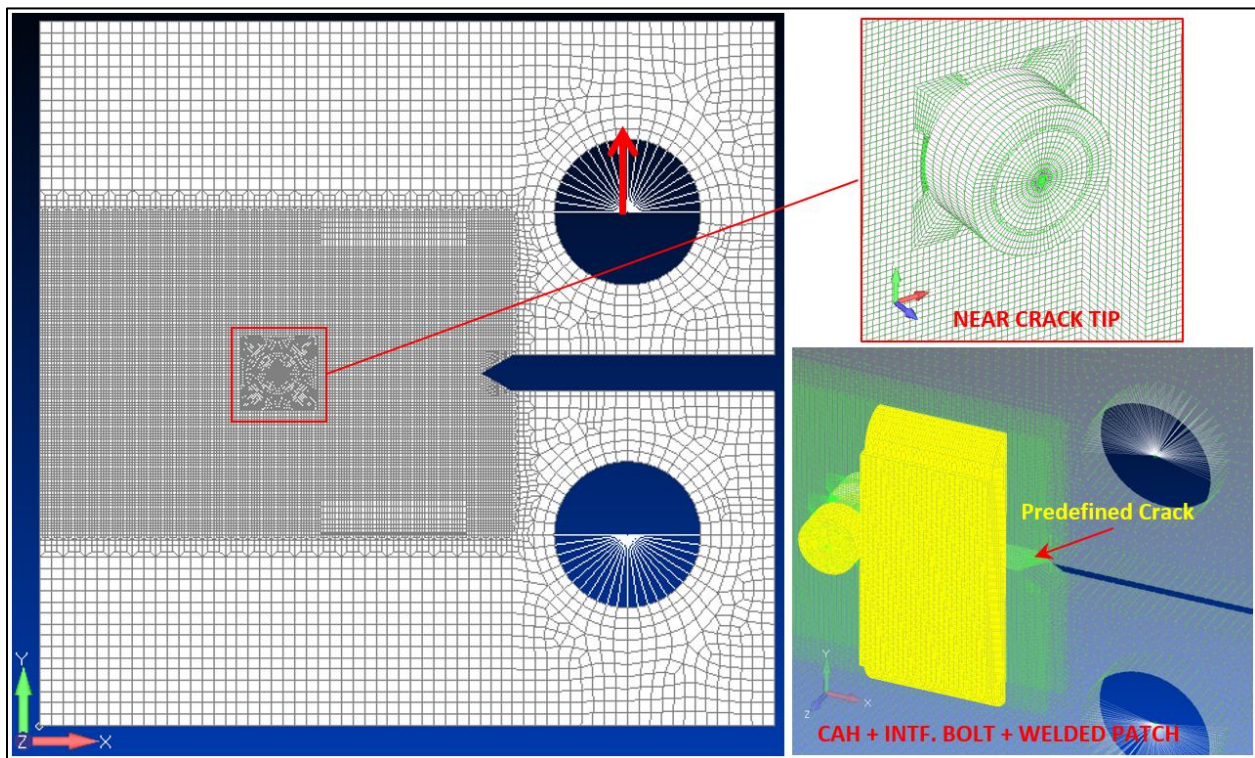 NEAR CRACK TIP
Predefined Crack
Y
X
Z
CAH + INTF. BOLT + WELDED PATCH
Y
Z
X